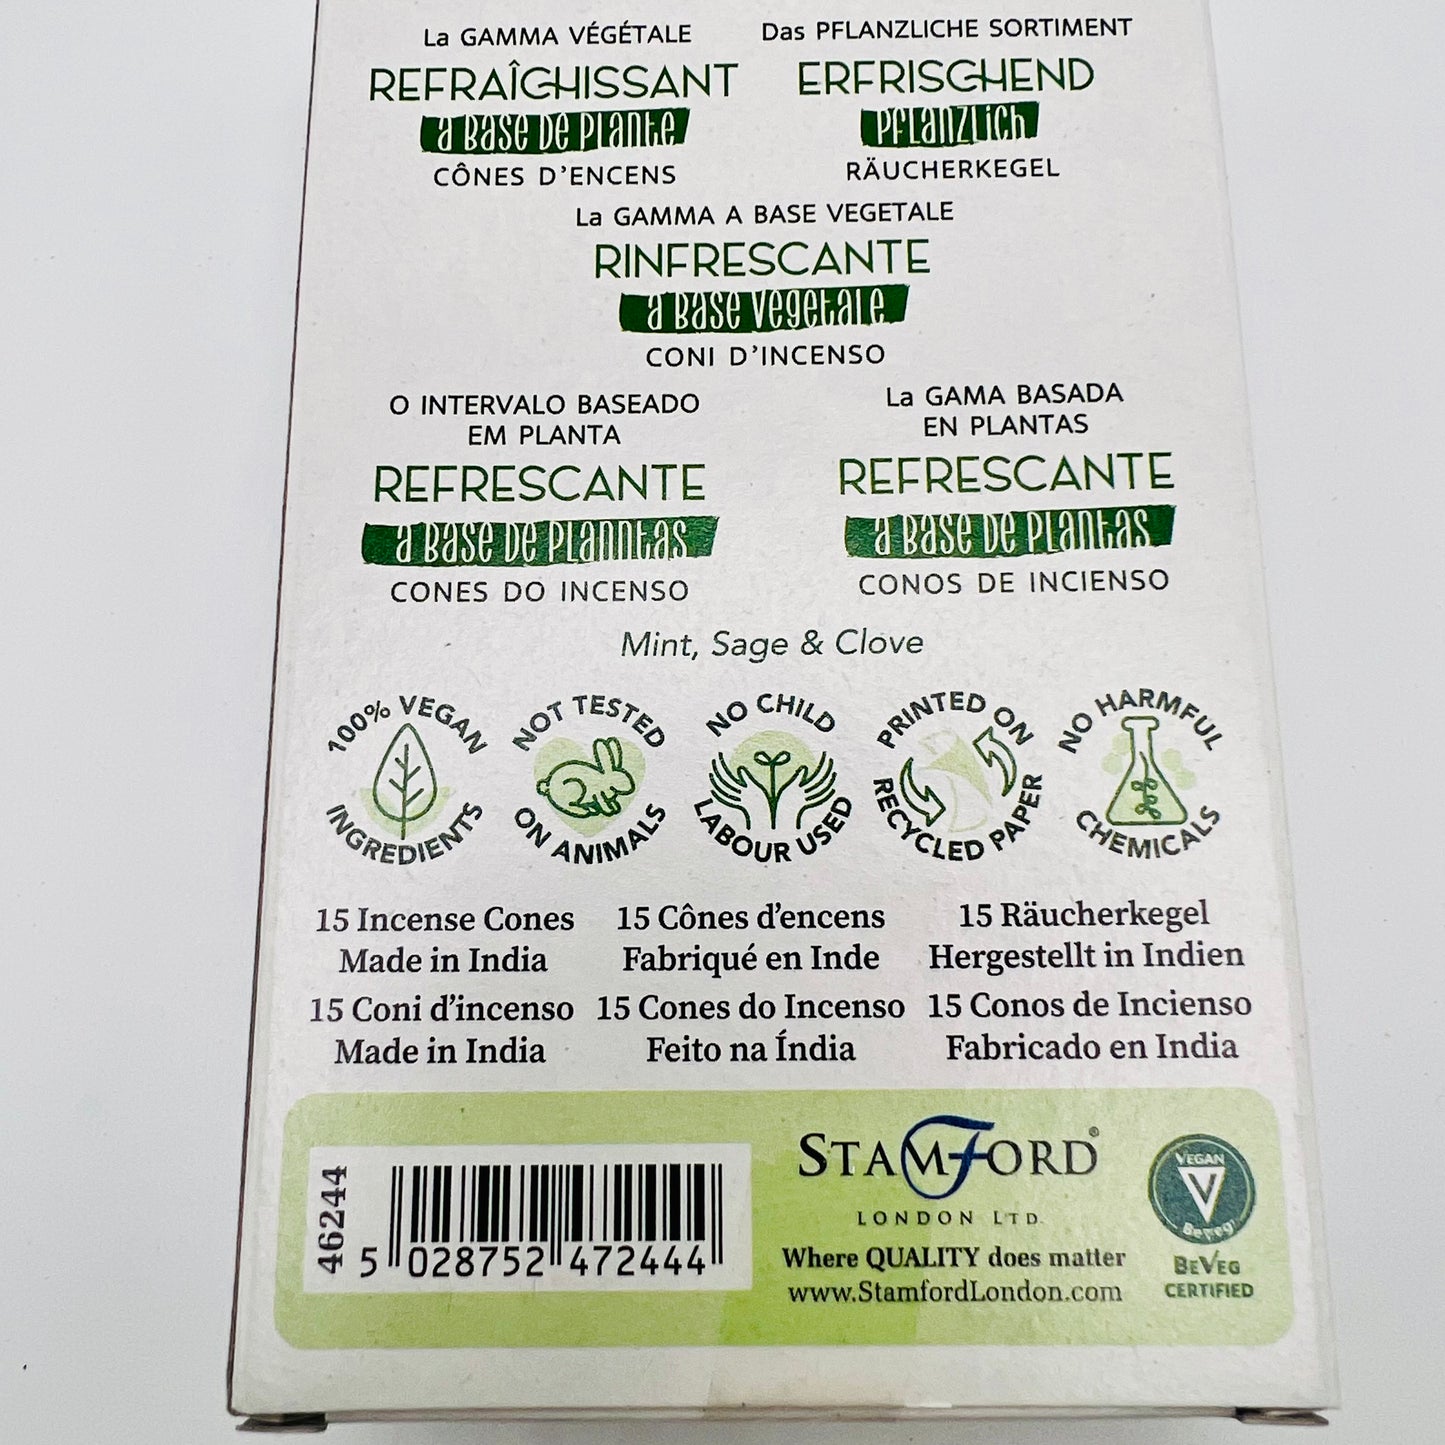 La GAMMA VÉGÉTALE
REFRAÎCHISSANT
à BASE DE PLANTE
CÔNES D'ENCENS
Das PFLANZLICHE SORTIMENT
ERFRISCHEND
PFLANZLICH
RÄUCHERKEGEL
La GAMMA A BASE VEGETALE
RINFRESCANTE
a BASE VEGETALE
CONI D'INCENSO
O INTERVALO BASEADO
EM PLANTA
REFRESCANTE
à BASE DE PLANNTAS
CONES DO INCENSO
La GAMA BASADA
EN PLANTAS
REFRESCANTE
a BASE DE PLANTAS
CONOS DE INCIENSO
Mint, Sage & Clove
100% VEGAN INGREDIENTS
NOT TESTED ON ANIMALS
NO CHILD LABOUR USED
PRINTED ON RECYCLED PAPER
NO HARMFUL CHEMICALS
15 Incense Cones
Made in India
15 Cônes d'encens
Fabriqué en Inde
15 Räucherkegel
Hergestellt in Indien
15 Coni d'incenso
Made in India
15 Cones do Incenso
Feito na Índia
15 Conos de Incienso
Fabricado en India
46244
5 028752 472444
STAMFORD®
LONDON LTD.
Where QUALITY does matter
www.StamfordLondon.com
VEGAN
V
BeVeg
BEVEG
CERTIFIED